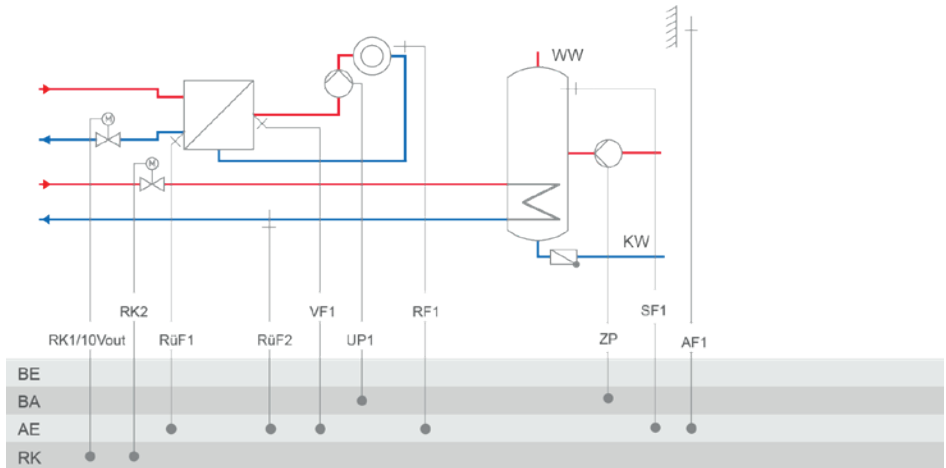 WW
M
M
KW
RK2
VF1
RF1
SF1
RK1/10Vout
RüF1
RüF2
UP1
ZP
AF1
BE
BA
AE
RK